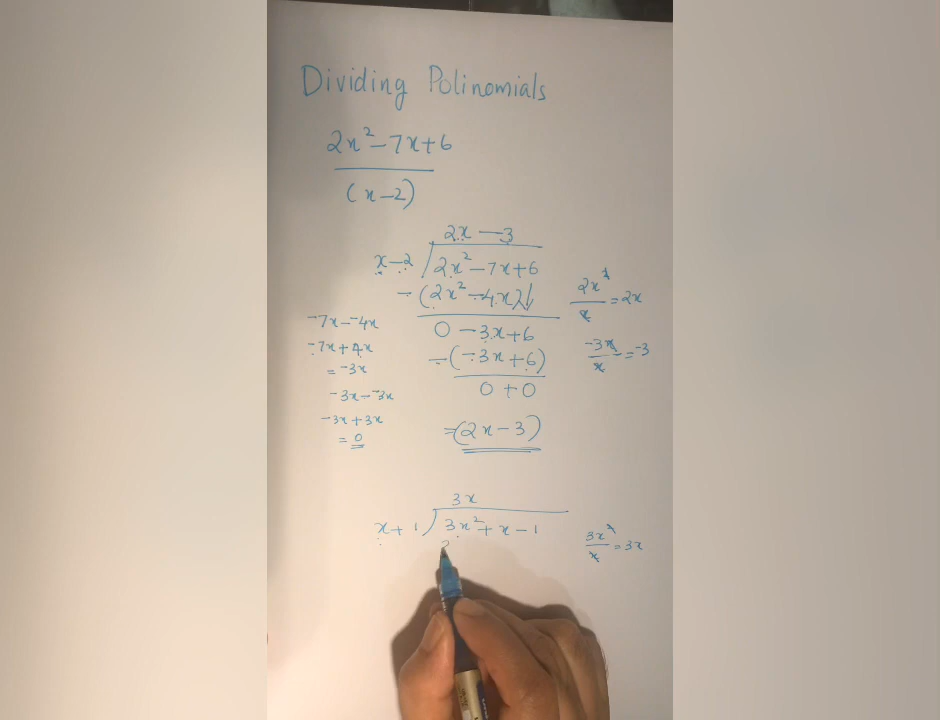 Dividing Polinomials
2x² - 7x + 6
(x - 2)
2x - 3
x - 2 / 2x² - 7x + 6
- (2x² - 4x)↓
0 - 3x + 6
- (-3x + 6)
0 + 0
= (2x - 3)
2x² / x = 2x
-3x / x = -3
-7x - -4x
-7x + 4x
= -3x
-3x - -3x
-3x + 3x
= 0
3x
x + 1 ) 3x² + x - 1
3x² / x = 3x